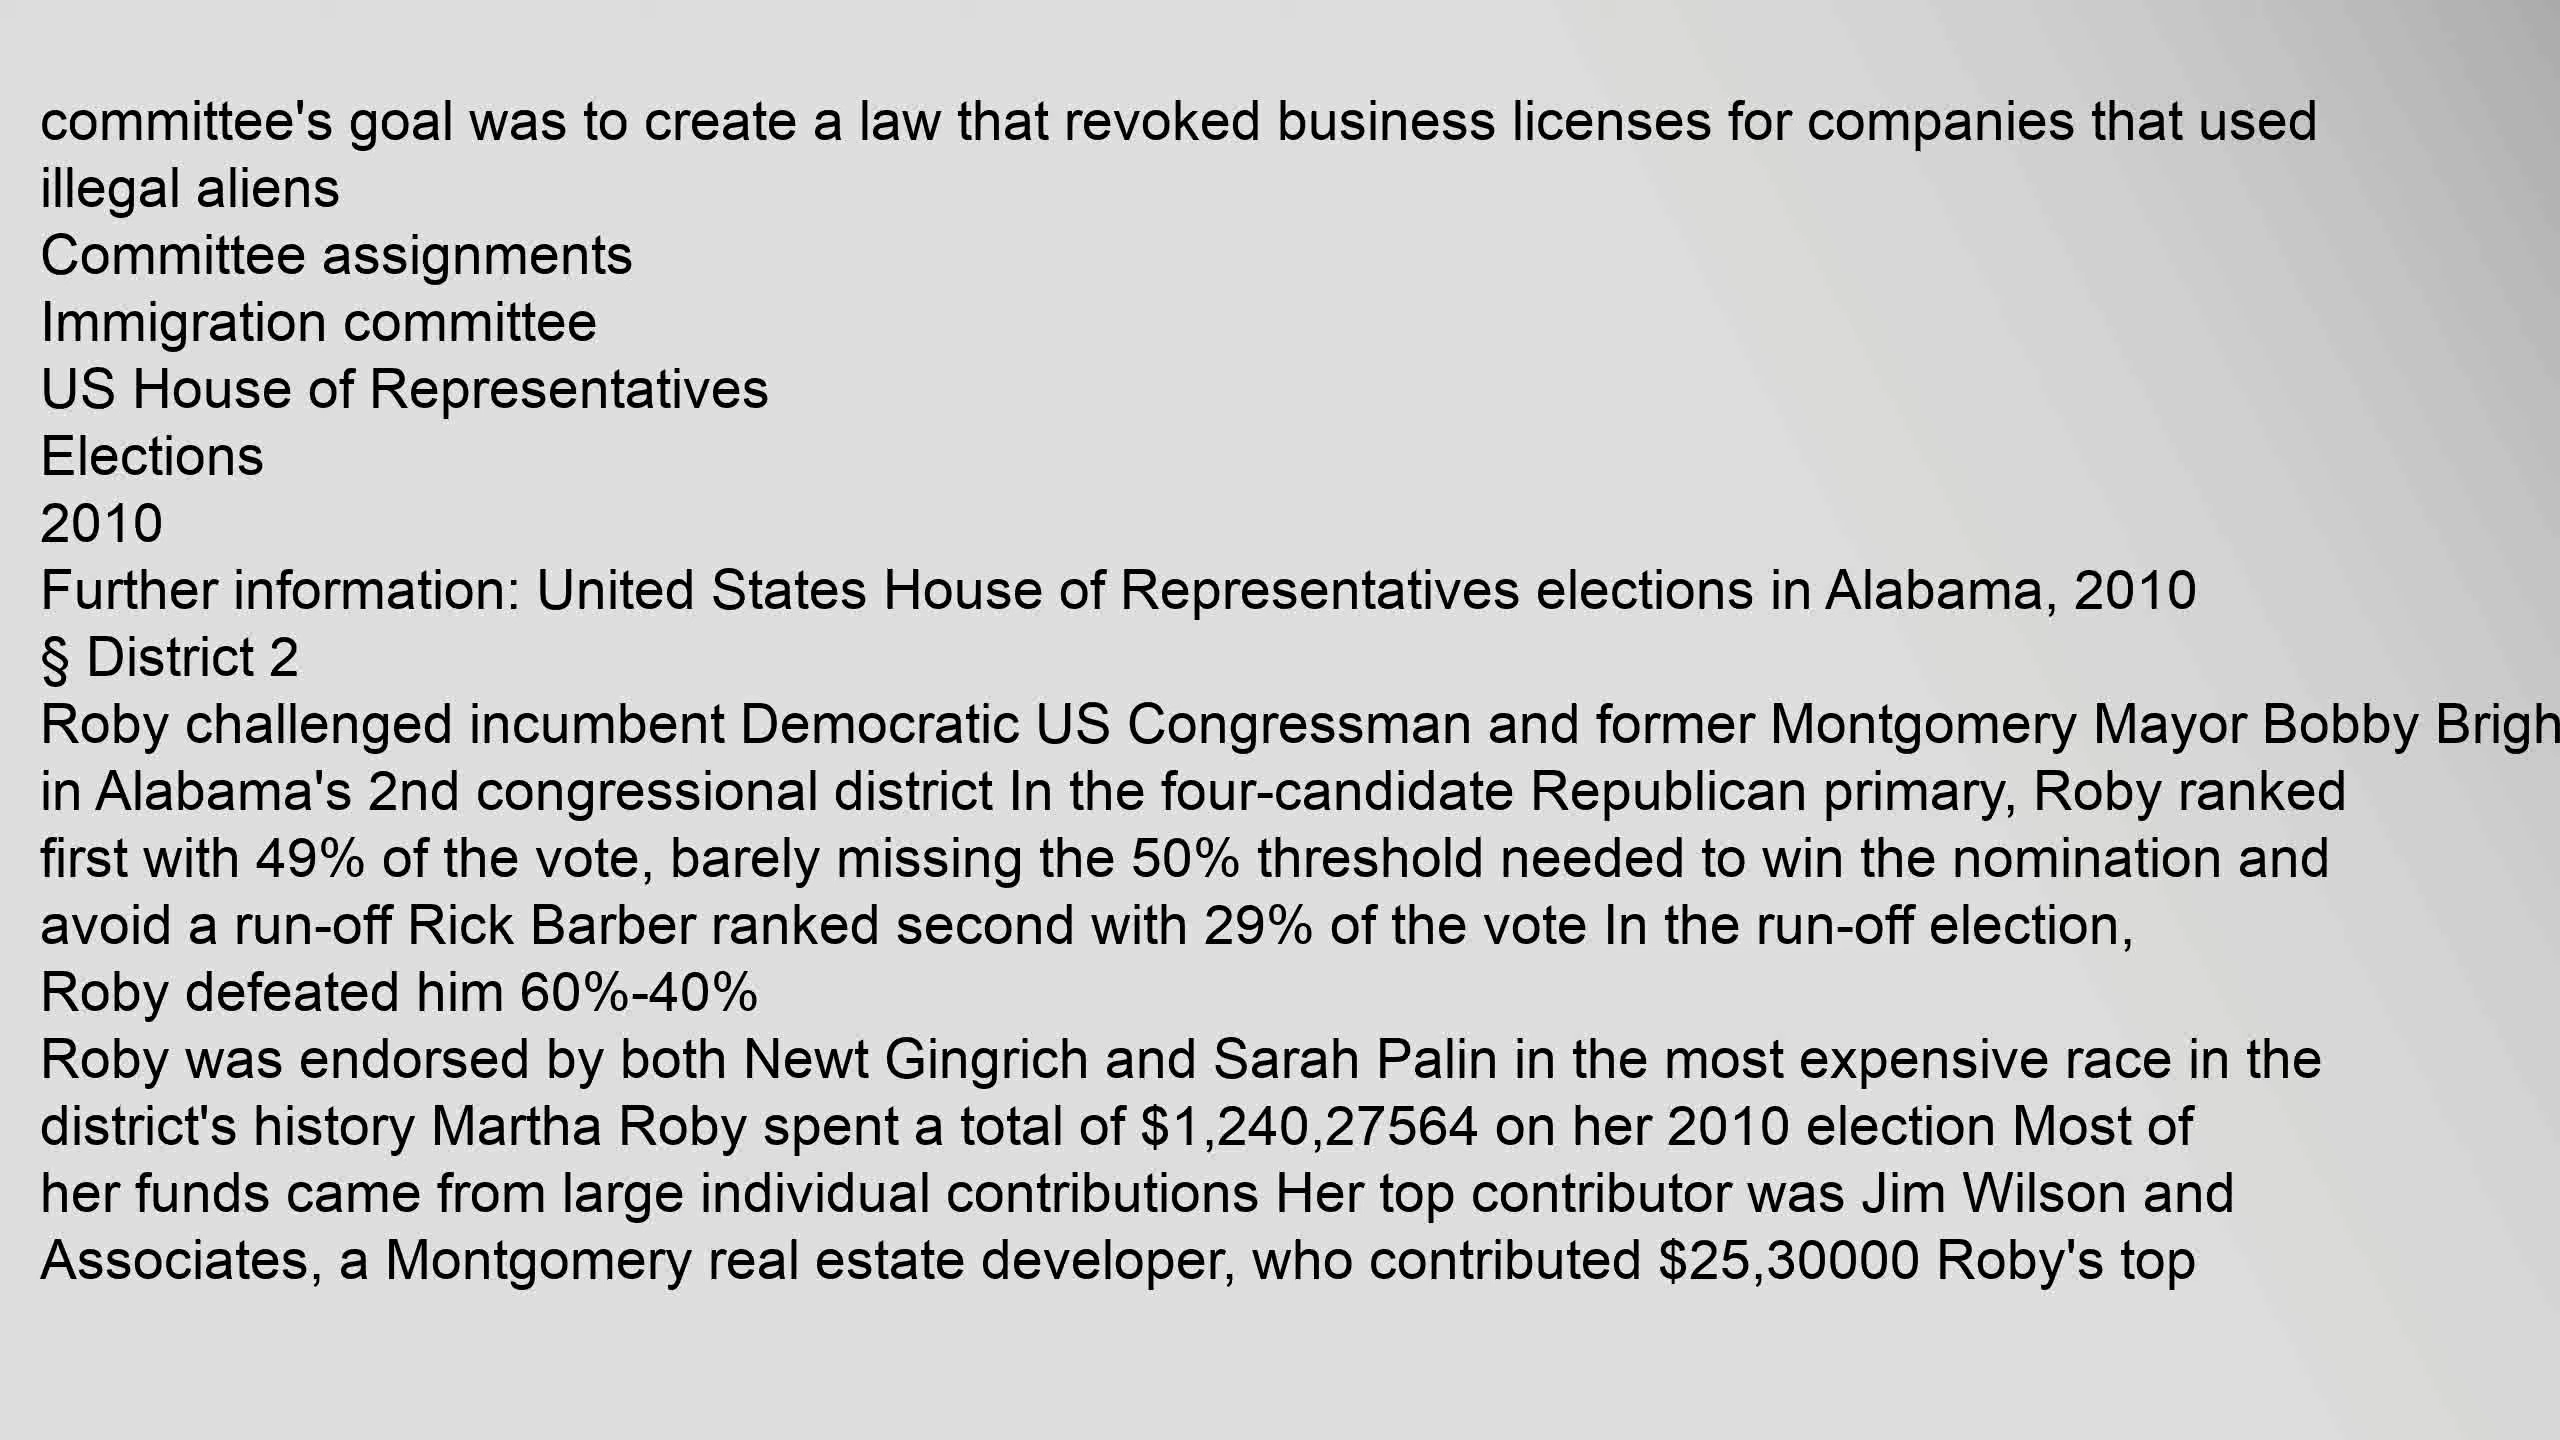 committee's goal was to create a law that revoked business licenses for companies that used
illegal aliens
Committee assignments
Immigration committee
US House of Representatives
Elections
2010
Further information: United States House of Representatives elections in Alabama, 2010
§ District 2
Roby challenged incumbent Democratic US Congressman and former Montgomery Mayor Bobby Brigh
in Alabama's 2nd congressional district In the four-candidate Republican primary, Roby ranked
first with 49% of the vote, barely missing the 50% threshold needed to win the nomination and
avoid a run-off Rick Barber ranked second with 29% of the vote In the run-off election,
Roby defeated him 60%-40%
Roby was endorsed by both Newt Gingrich and Sarah Palin in the most expensive race in the
district's history Martha Roby spent a total of $1,240,27564 on her 2010 election Most of
her funds came from large individual contributions Her top contributor was Jim Wilson and
Associates, a Montgomery real estate developer, who contributed $25,30000 Roby's top